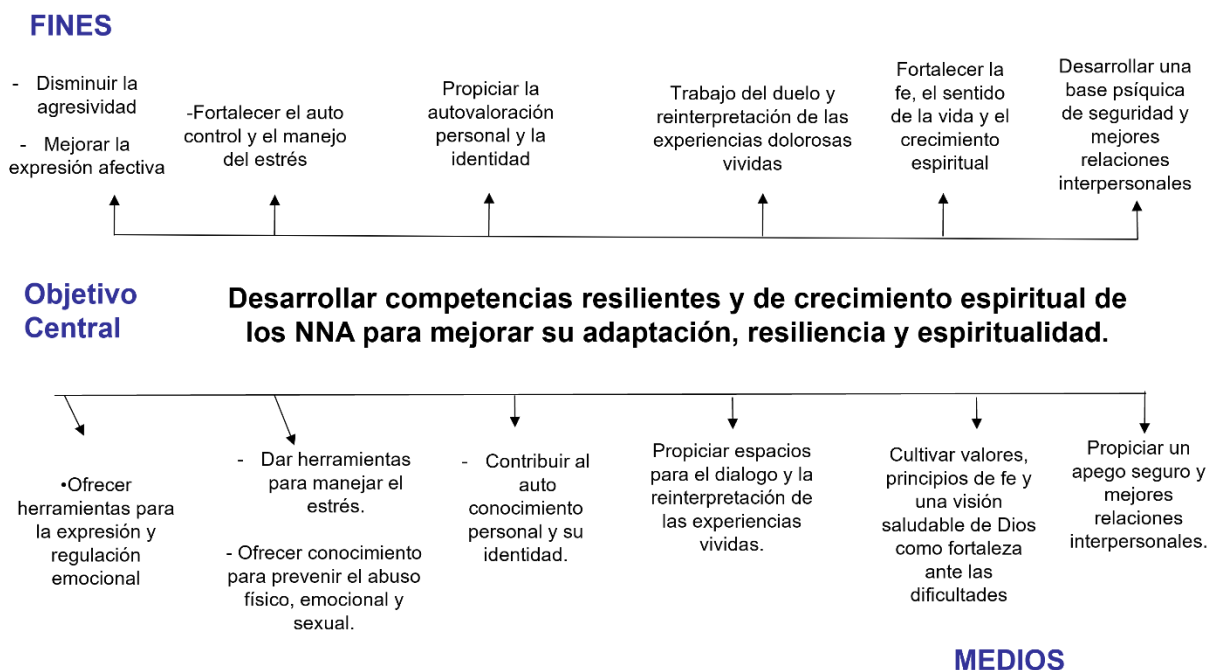 FINES
- Disminuir la
agresividad
- Mejorar la
expresión afectiva
-Fortalecer el auto
control y el manejo
del estrés
Propiciar la
autovaloración
personal y la
identidad
Trabajo del duelo y
reinterpretación de las
experiencias dolorosas
vividas
Fortalecer la
fe, el sentido
de la vida y el
crecimiento
espiritual
Desarrollar una
base psíquica
de seguridad y
mejores
relaciones
interpersonales
Objetivo
Central
Desarrollar competencias resilientes y de crecimiento espiritual de
los NNA para mejorar su adaptación, resiliencia y espiritualidad.
•Ofrecer
herramientas para
la expresión y
regulación
emocional
- Dar herramientas
para manejar el
estrés.
- Ofrecer conocimiento
para prevenir el abuso
físico, emocional y
sexual.
- Contribuir al
auto
conocimiento
personal y su
identidad.
Propiciar espacios
para el dialogo y la
reinterpretación de
las experiencias
vividas.
Cultivar valores,
principios de fe y
una visión
saludable de Dios
como fortaleza
ante las
dificultades
Propiciar un
apego seguro y
mejores
relaciones
interpersonales.
MEDIOS